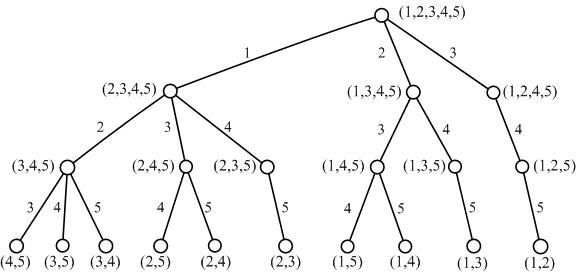 (1,2,3,4,5)
1 2 3
(2,3,4,5) (1,3,4,5) (1,2,4,5)
2 3 4 3 4 4
(3,4,5) (2,4,5) (2,3,5) (1,4,5) (1,3,5) (1,2,5)
3 4 5 4 5 5 4 5 5 5
(4,5) (3,5) (3,4) (2,5) (2,4) (2,3) (1,5) (1,4) (1,3) (1,2)